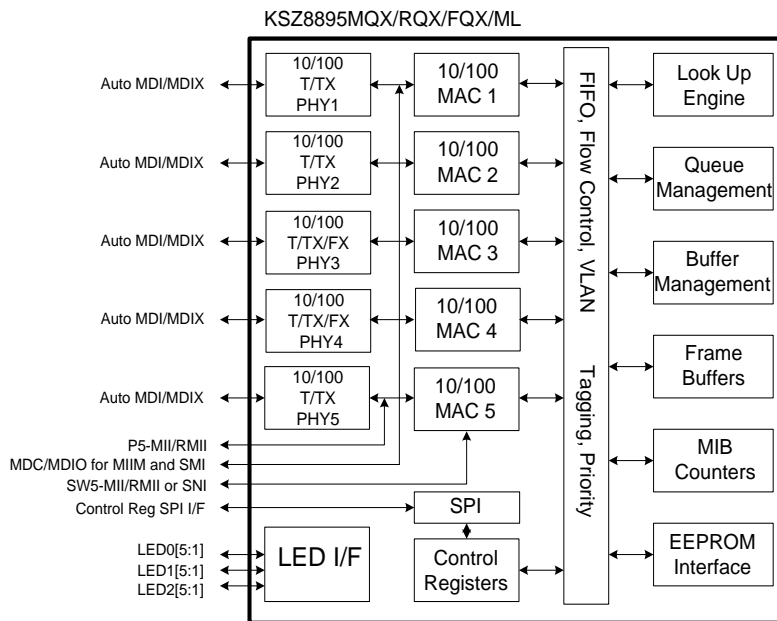 KSZ8895MQX/RQX/FQX/ML
Auto MDI/MDIX
10/100
T/TX
PHY1
10/100
MAC 1
Look Up
Engine
Auto MDI/MDIX
10/100
T/TX
PHY2
10/100
MAC 2
Queue
Management
Auto MDI/MDIX
10/100
T/TX/FX
PHY3
10/100
MAC 3
Buffer
Management
Auto MDI/MDIX
10/100
T/TX/FX
PHY4
10/100
MAC 4
Frame
Buffers
Auto MDI/MDIX
10/100
T/TX
PHY5
10/100
MAC 5
FIFO, Flow Control, VLAN Tagging, Priority
P5-MII/RMII
MDC/MDIO for MIIM and SMI
SW5-MII/RMII or SNI
Control Reg SPI I/F
SPI
MIB
Counters
LED0[5:1]
LED1[5:1]
LED2[5:1]
LED I/F
Control
Registers
EEPROM
Interface